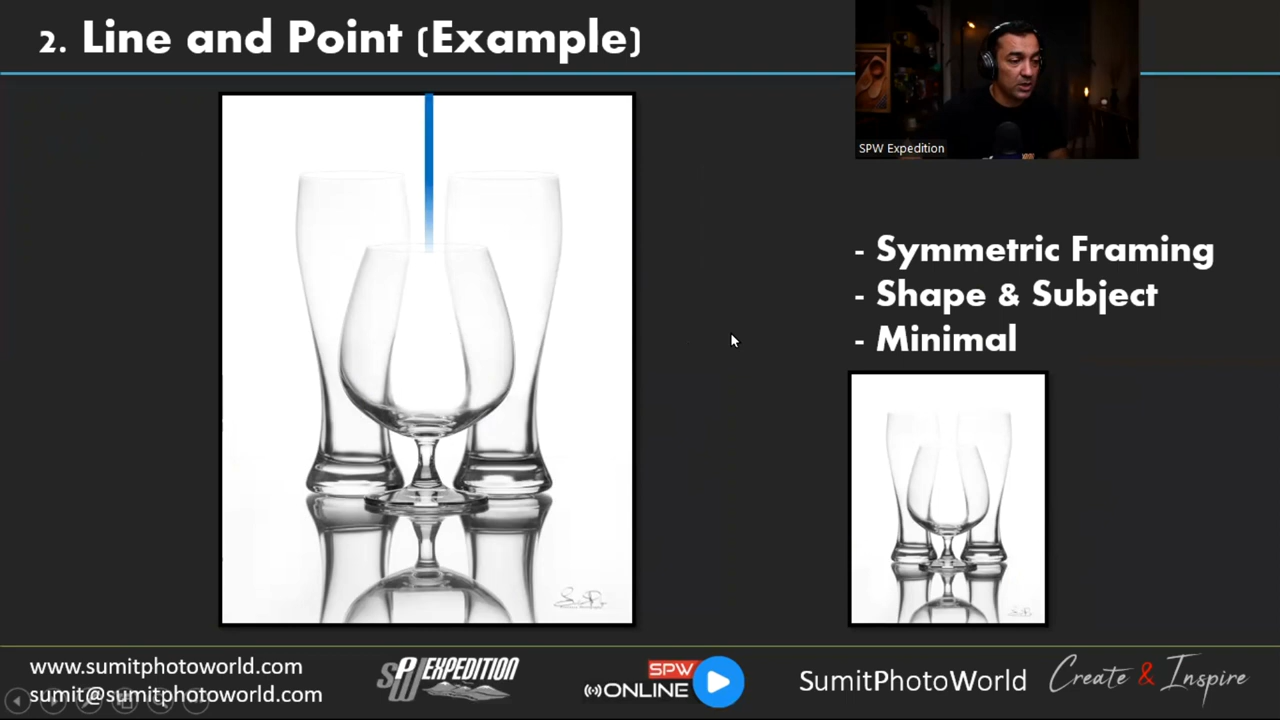 2. Line and Point (Example)
SPW Expedition
- Symmetric Framing
- Shape & Subject
- Minimal
www.sumitphotoworld.com
sumit@sumitphotoworld.com
SPW EXPEDITION
SPW
ONLINE
SumitPhotoWorld
Create & Inspire